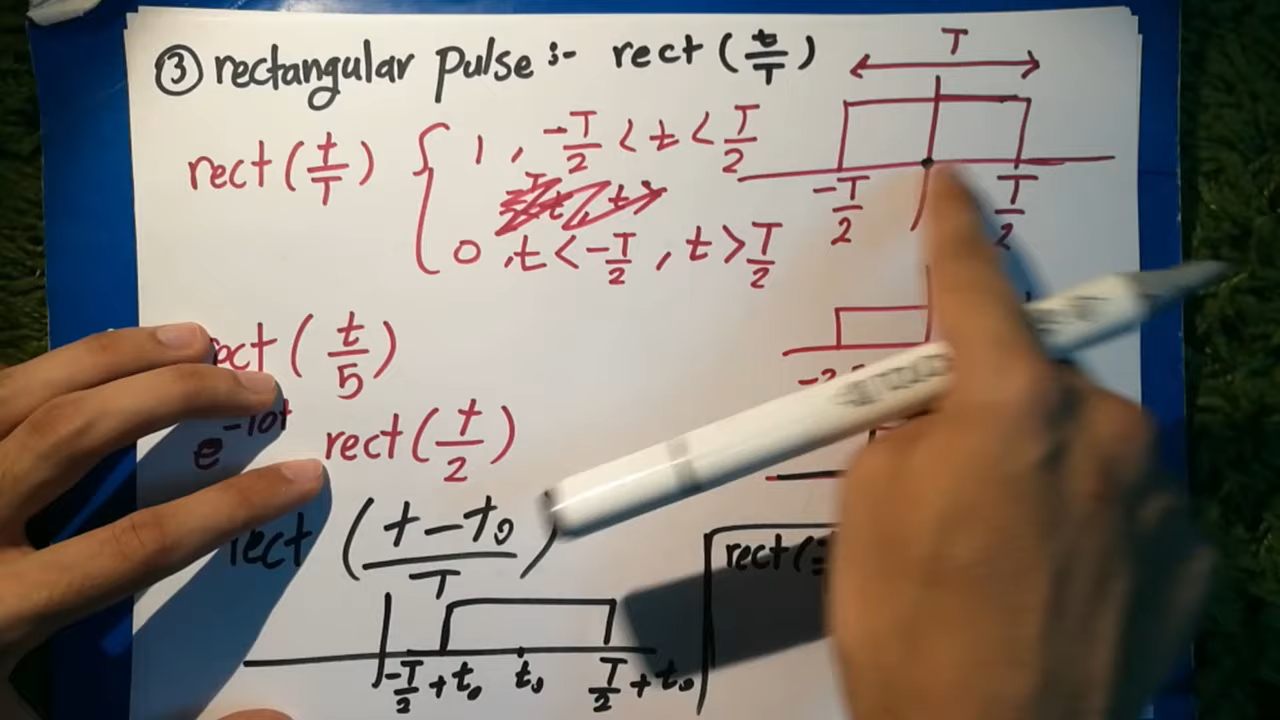 ③ rectangular Pulse :- rect(t/T)
T
rect(t/T) { 1 , -T/2 < t < T/2
0 , t < -T/2 , t > T/2
-T/2 T/2
rect(t/5)
e^-10t rect(t/2)
rect((t-t₀)/T)
rect(
-T/2 + t₀ t₀ T/2 + t₀